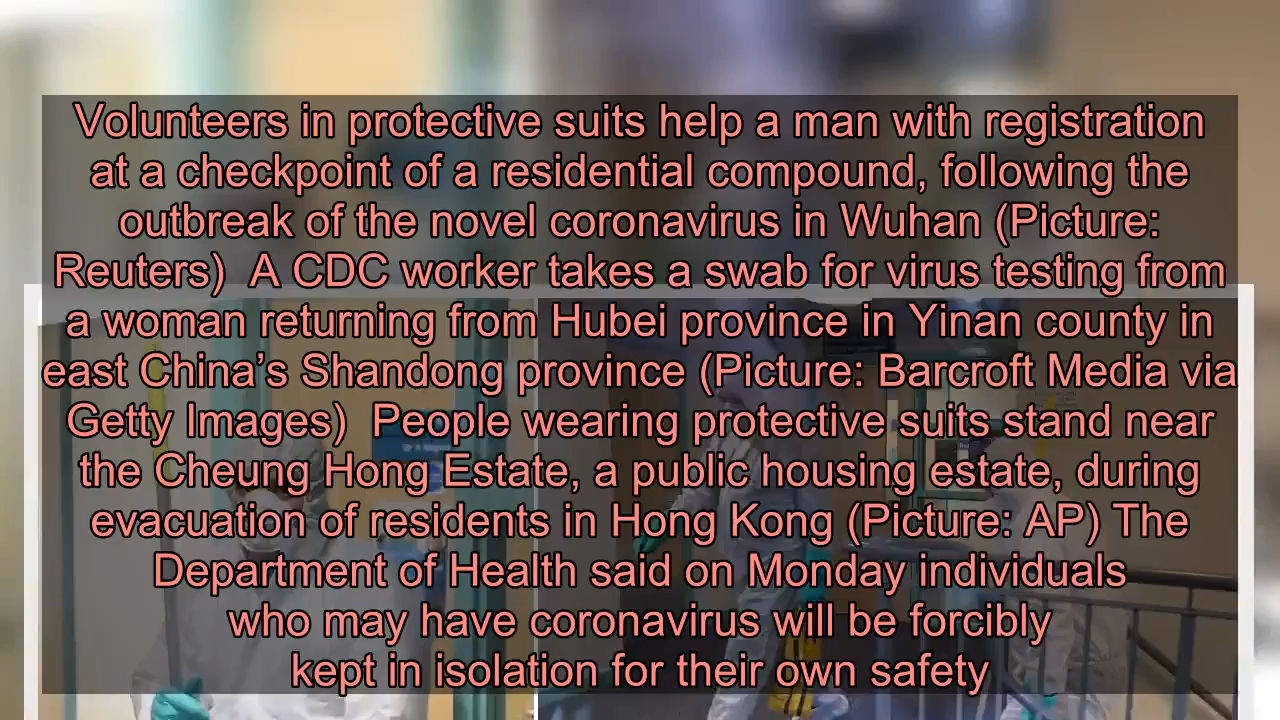 Volunteers in protective suits help a man with registration
at a checkpoint of a residential compound, following the
outbreak of the novel coronavirus in Wuhan (Picture:
Reuters)  A CDC worker takes a swab for virus testing from
a woman returning from Hubei province in Yinan county in
east China’s Shandong province (Picture: Barcroft Media via
Getty Images)  People wearing protective suits stand near
the Cheung Hong Estate, a public housing estate, during
evacuation of residents in Hong Kong (Picture: AP) The
Department of Health said on Monday individuals
who may have coronavirus will be forcibly
kept in isolation for their own safety